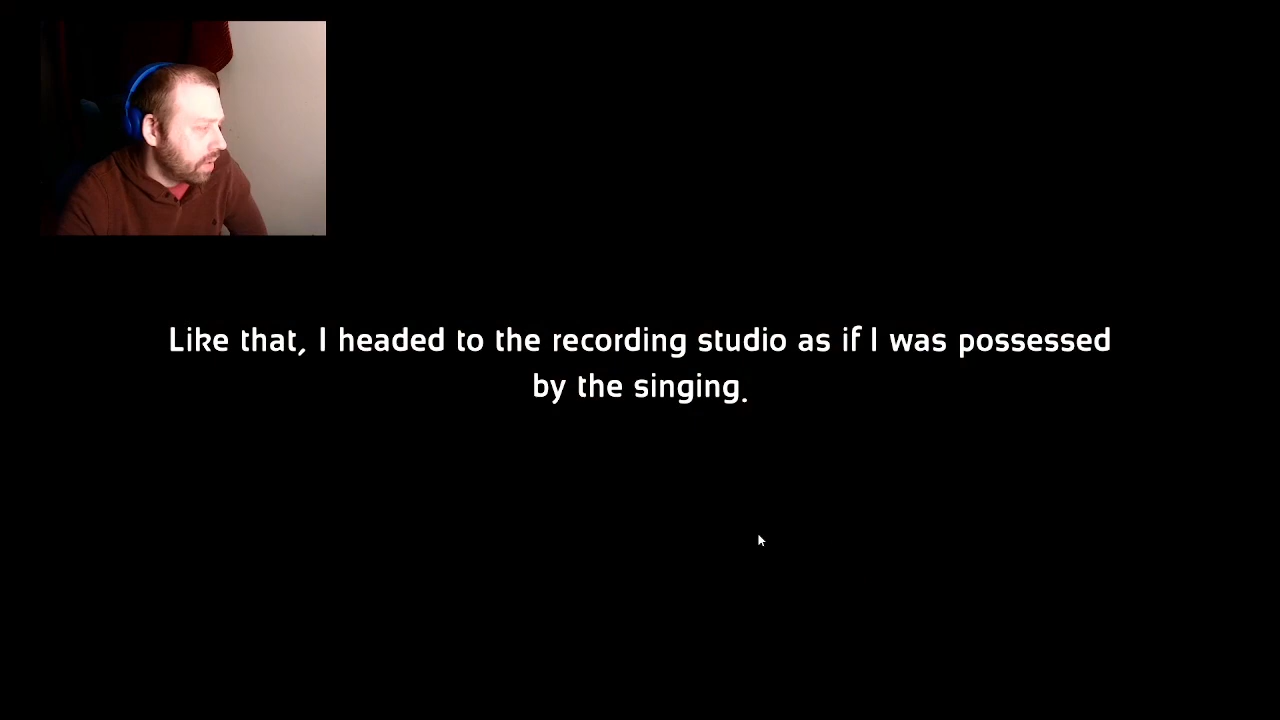 Like that, I headed to the recording studio as if I was possessed
by the singing.